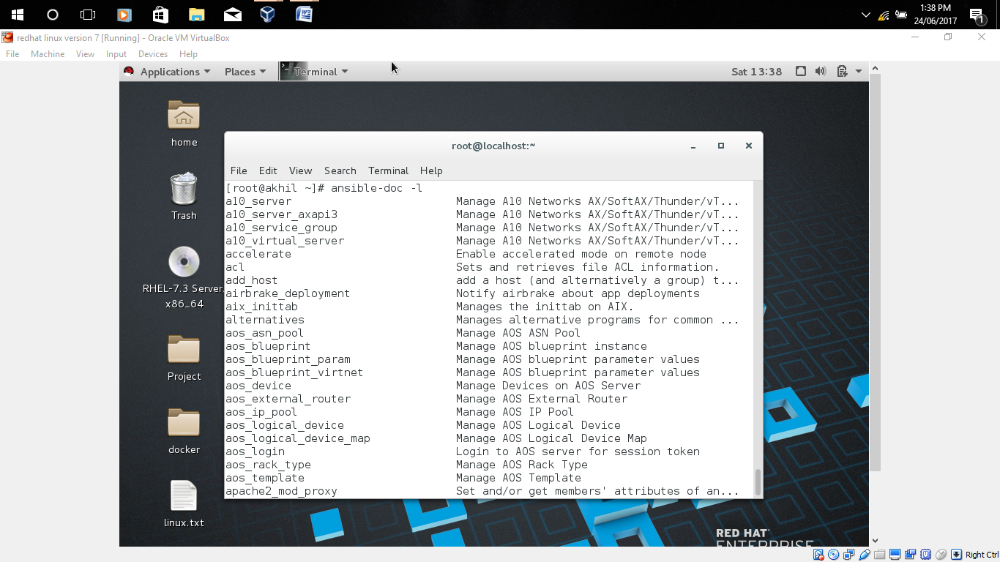 1:38 PM
24/06/2017
1
redhat linux version 7 [Running] - Oracle VM VirtualBox
File Machine View Input Devices Help
Applications Places Terminal Sat 13:38
home
Trash
RHEL-7.3 Server.
x86_64
Project
docker
linux.txt
root@localhost:~
File Edit View Search Terminal Help
[root@akhil ~]# ansible-doc -l
a10_server Manage A10 Networks AX/SoftAX/Thunder/vT...
a10_server_axapi3 Manage A10 Networks AX/SoftAX/Thunder/vT...
a10_service_group Manage A10 Networks AX/SoftAX/Thunder/vT...
a10_virtual_server Manage A10 Networks AX/SoftAX/Thunder/vT...
accelerate Enable accelerated mode on remote node
acl Sets and retrieves file ACL information.
add_host add a host (and alternatively a group) t...
airbrake_deployment Notify airbrake about app deployments
aix_inittab Manages the inittab on AIX.
alternatives Manages alternative programs for common ...
aos_asn_pool Manage AOS ASN Pool
aos_blueprint Manage AOS blueprint instance
aos_blueprint_param Manage AOS blueprint parameter values
aos_blueprint_virtnet Manage AOS blueprint parameter values
aos_device Manage Devices on AOS Server
aos_external_router Manage AOS External Router
aos_ip_pool Manage AOS IP Pool
aos_logical_device Manage AOS Logical Device
aos_logical_device_map Manage AOS Logical Device Map
aos_login Login to AOS server for session token
aos_rack_type Manage AOS Rack Type
aos_template Manage AOS Template
apache2_mod_proxy Set and/or get members' attributes of an...
RED HAT
ENTERPRISE
Right Ctrl